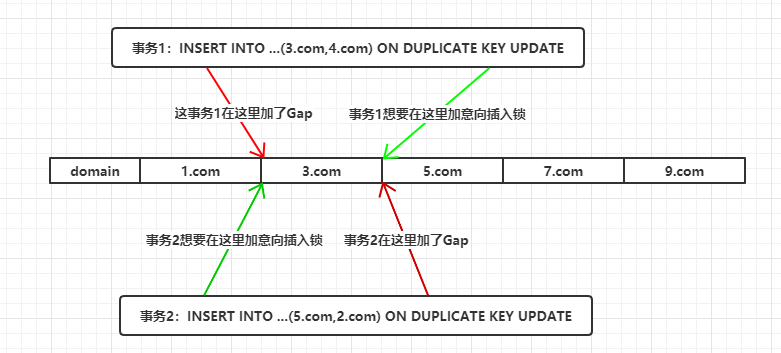 事务1：INSERT INTO ...(3.com,4.com) ON DUPLICATE KEY UPDATE
这事务1在这里加了Gap
事务1想要在这里加意向插入锁
domain 1.com 3.com 5.com 7.com 9.com
事务2想要在这里加意向插入锁
事务2在这里加了Gap
事务2：INSERT INTO ...(5.com,2.com) ON DUPLICATE KEY UPDATE